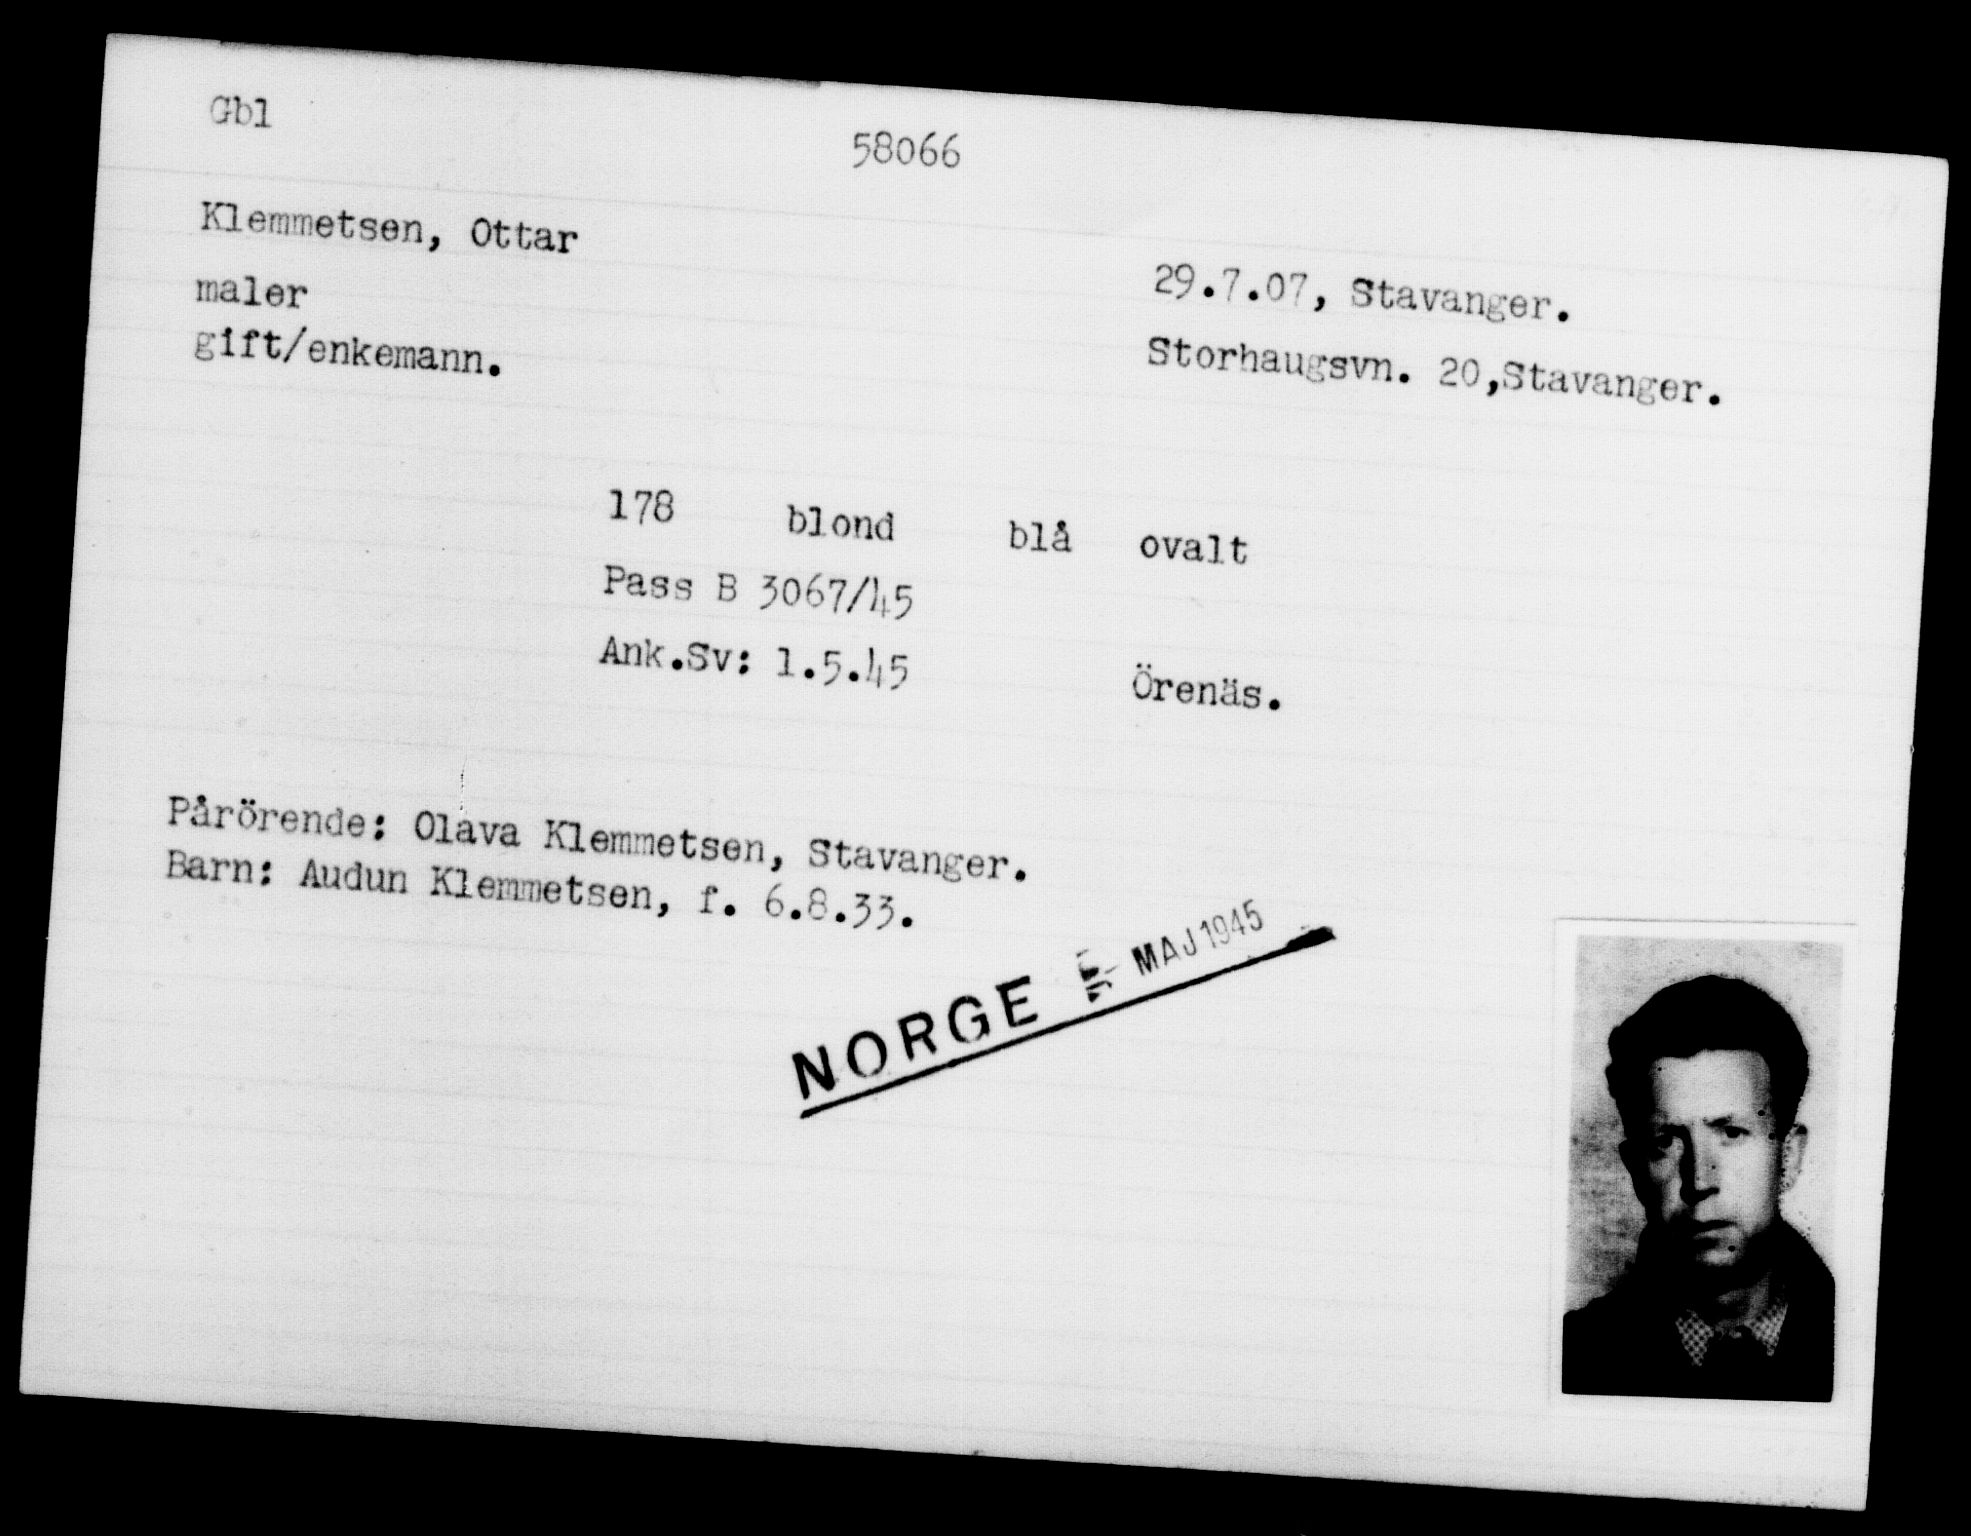 Gbl
58066
Klemmetsen, Ottar
29.7.07, Stavanger.
maler
Storhaugsvn. 20,Stavanger.
gift/enkemann.
178 blond blå ovalt
Pass B 3067/45
Ank.Sv: 1.5.45 Örenäs.
Pårörende: Olava Klemmetsen, Stavanger.
Barn: Audun Klemmetsen, f. 6.8.33.
NORGE MAJ 1945